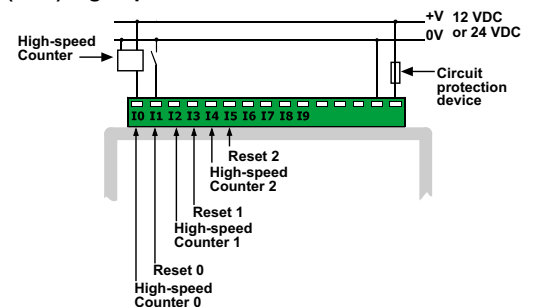 +V 12 VDC
0V or 24 VDC
High-speed
Counter
Circuit
protection
device
I0 I1 I2 I3 I4 I5 I6 I7 I8 I9
Reset 2
High-speed
Counter 2
Reset 1
High-speed
Counter 1
Reset 0
High-speed
Counter 0